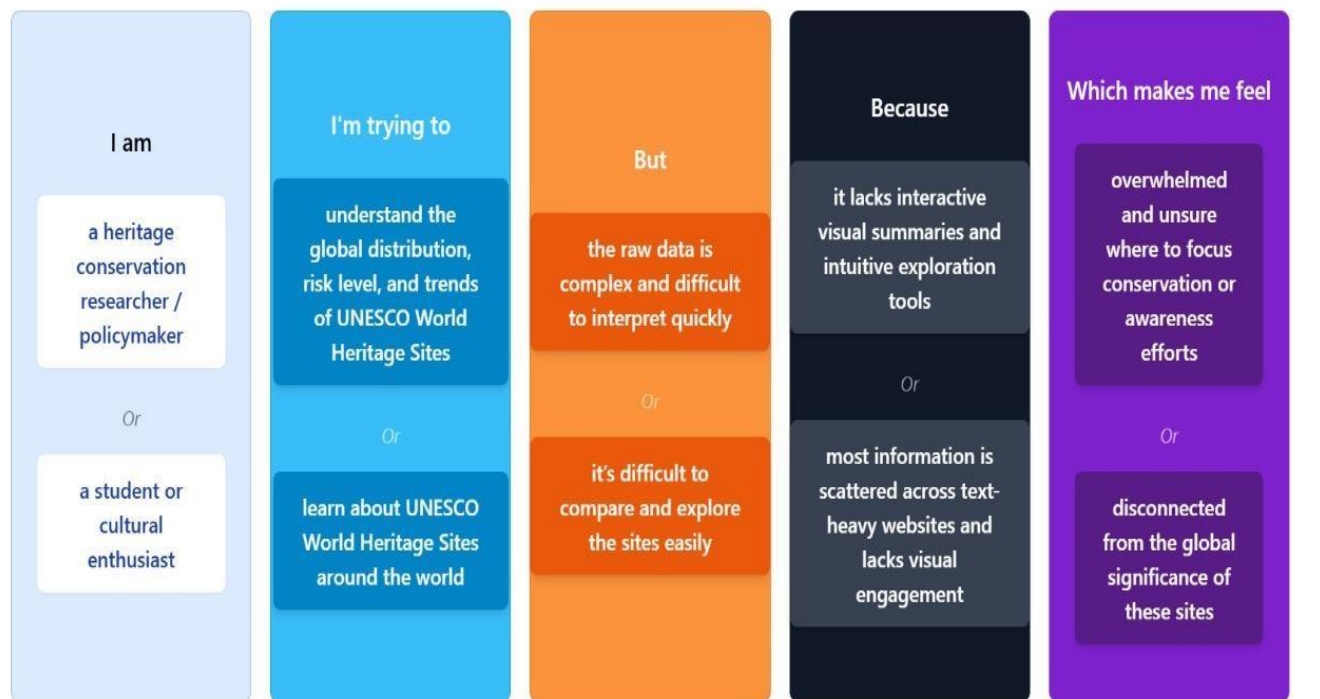 I am
a heritage
conservation
researcher /
policymaker
Or
a student or
cultural
enthusiast
I'm trying to
understand the
global distribution,
risk level, and trends
of UNESCO World
Heritage Sites
Or
learn about UNESCO
World Heritage Sites
around the world
But
the raw data is
complex and difficult
to interpret quickly
Or
it's difficult to
compare and explore
the sites easily
Because
it lacks interactive
visual summaries and
intuitive exploration
tools
Or
most information is
scattered across text-
heavy websites and
lacks visual
engagement
Which makes me feel
overwhelmed
and unsure
where to focus
conservation or
awareness
efforts
Or
disconnected
from the global
significance of
these sites